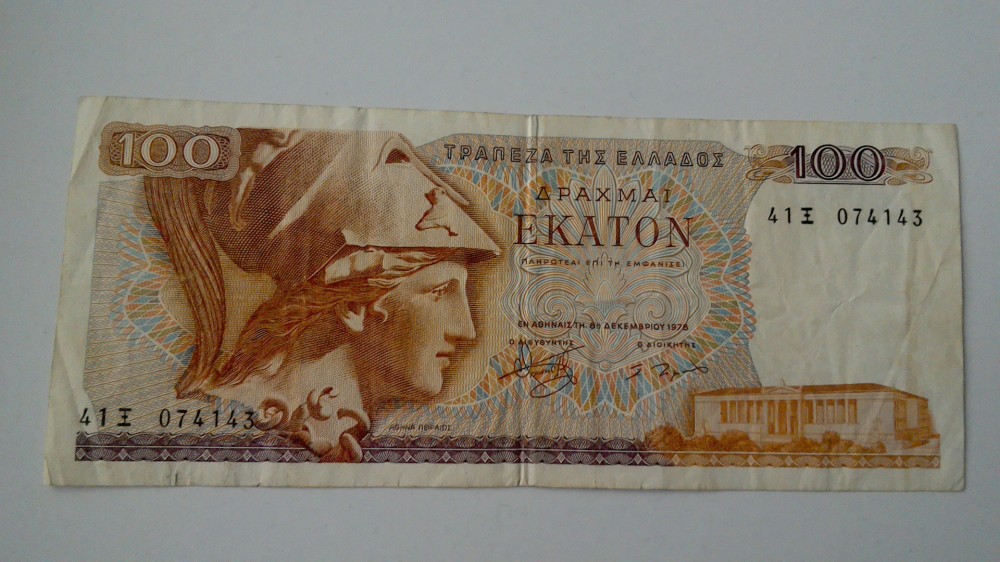 100
ΤΡΑΠΕΖΑ ΤΗΣ ΕΛΛΑΔΟΣ
100
ΔΡΑΧΜΑΙ
41Ξ 074143
ΕΚΑΤΟΝ
(ΠΛΗΡΩΤΕΑΙ ΕΠΙ ΤΗ ΕΜΦΑΝΙΣΕΙ)
ΕΝ ΑΘΗΝΑΙΣ ΤΗ, 8η ΔΕΚΕΜΒΡΙΟΥ 1978
Ο ΔΙΕΥΘΥΝΤΗΣ Ο ΔΙΟΙΚΗΤΗΣ
41Ξ 074143
ΑΘΗΝΑ ΠΕΙΡΑΙΩΣ